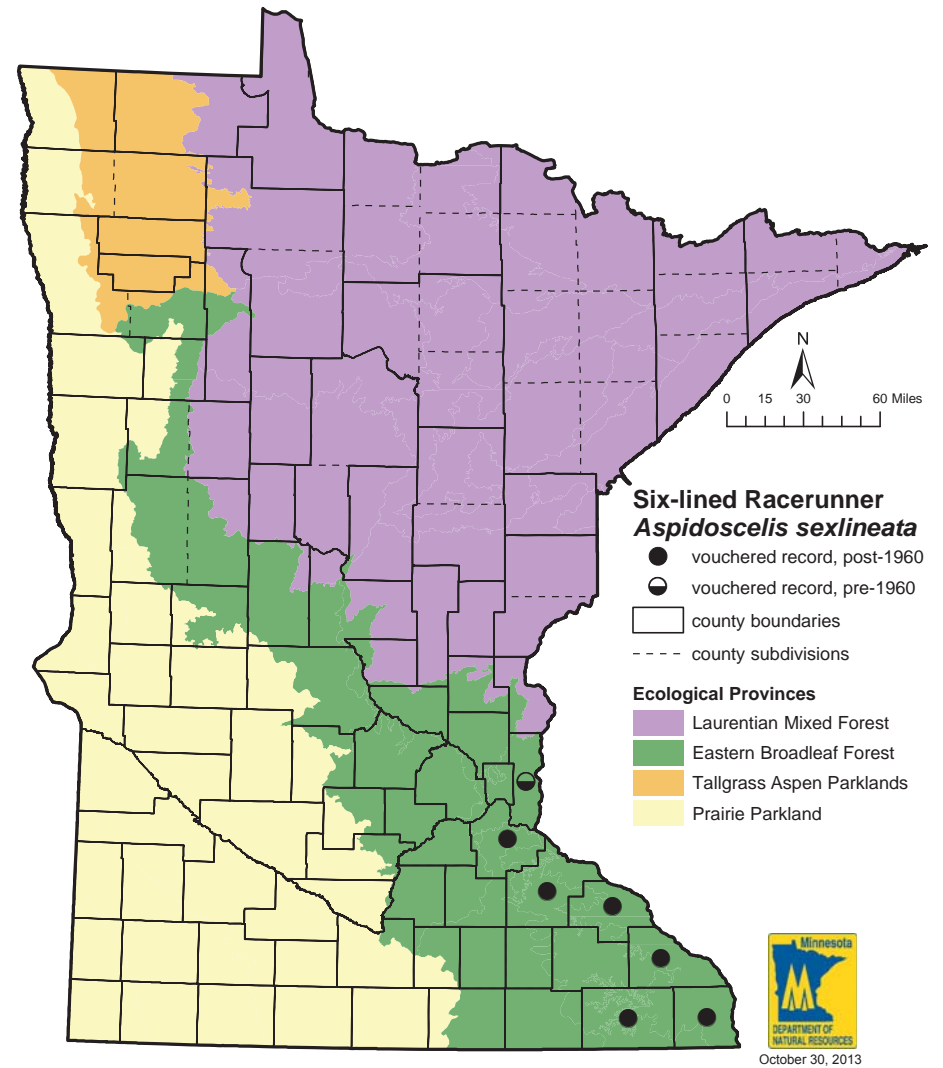 N
0 15 30 60 Miles
Six-lined Racerunner
Aspidoscelis sexlineata
vouchered record, post-1960
vouchered record, pre-1960
county boundaries
county subdivisions
Ecological Provinces
Laurentian Mixed Forest
Eastern Broadleaf Forest
Tallgrass Aspen Parklands
Prairie Parkland
Minnesota
M
DEPARTMENT OF
NATURAL RESOURCES
October 30, 2013